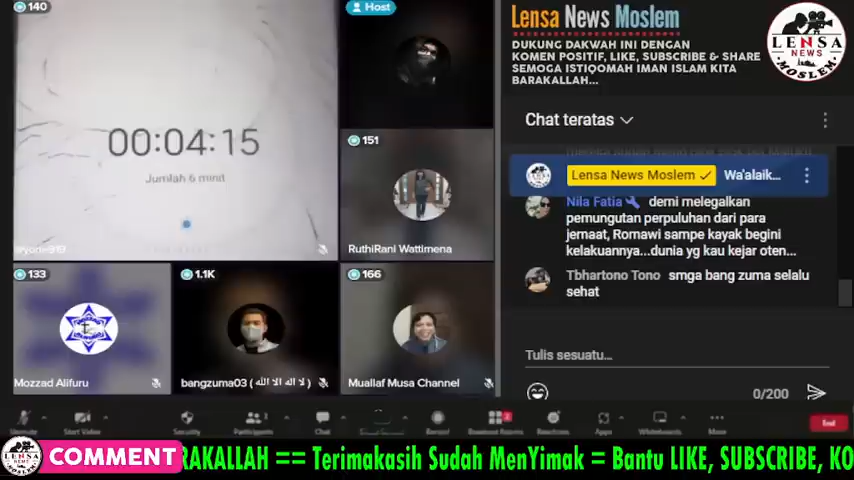 140
Host
00:04:15
Jumlah 6 minit
151
RuthiRani Wattimena
133
Mozzad Alifuru
1.1K
bangzuma03 ( لا اله الا الله )
166
Muallaf Musa Channel
Lensa News Moslem
DUKUNG DAKWAH INI DENGAN
KOMEN POSITIF, LIKE, SUBSCRIBE & SHARE
SEMOGA ISTIQOMAH IMAN ISLAM KITA
BARAKALLAH...
LENSA
NEWS
MOSLEM
Chat teratas
Lensa News Moslem Wa'alaik...
Nila Fatia demi melegalkan
pemungutan perpuluhan dari para
jemaat, Romawi sampe kayak begini
kelakuannya...dunia yg kau kejar oten...
Tbhartono Tono smga bang zuma selalu
sehat
Tulis sesuatu...
0/200
Start Video
Security
Participants
Chat
Record
Breakout Rooms
Reactions
Apps
Whiteboards
More
End
LENSA
NEWS
MOSLEM
COMMENT
RAKALLAH == Terimakasih Sudah MenYimak = Bantu LIKE, SUBSCRIBE, KO